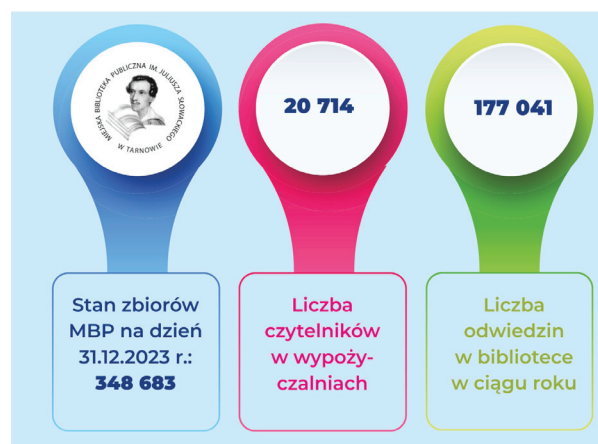 MIEJSKA BIBLIOTEKA PUBLICZNA IM. JULIUSZA SŁOWACKIEGO
W TARNOWIE
20 714
177 041
Stan zbiorów
MBP na dzień
31.12.2023 r.:
348 683
Liczba
czytelników
w wypoży-
czalniach
Liczba
odwiedzin
w bibliotece
w ciągu roku